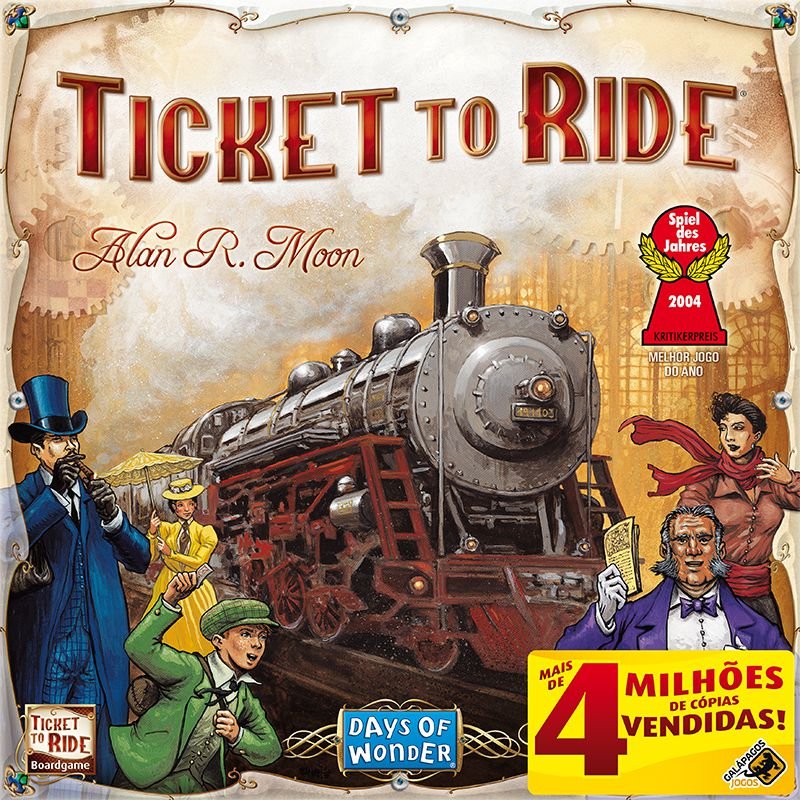 TICKET TO RIDE
Alan R. Moon
Spiel
des
Jahres
2004
KRITIKERPREIS
MELHOR JOGO
DO ANO
TICKET
TO RIDE
Boardgame
DAYS OF
WONDER
MAIS
DE
4
MILHÕES
DE CÓPIAS
VENDIDAS!
GALÁPAGOS
JOGOS